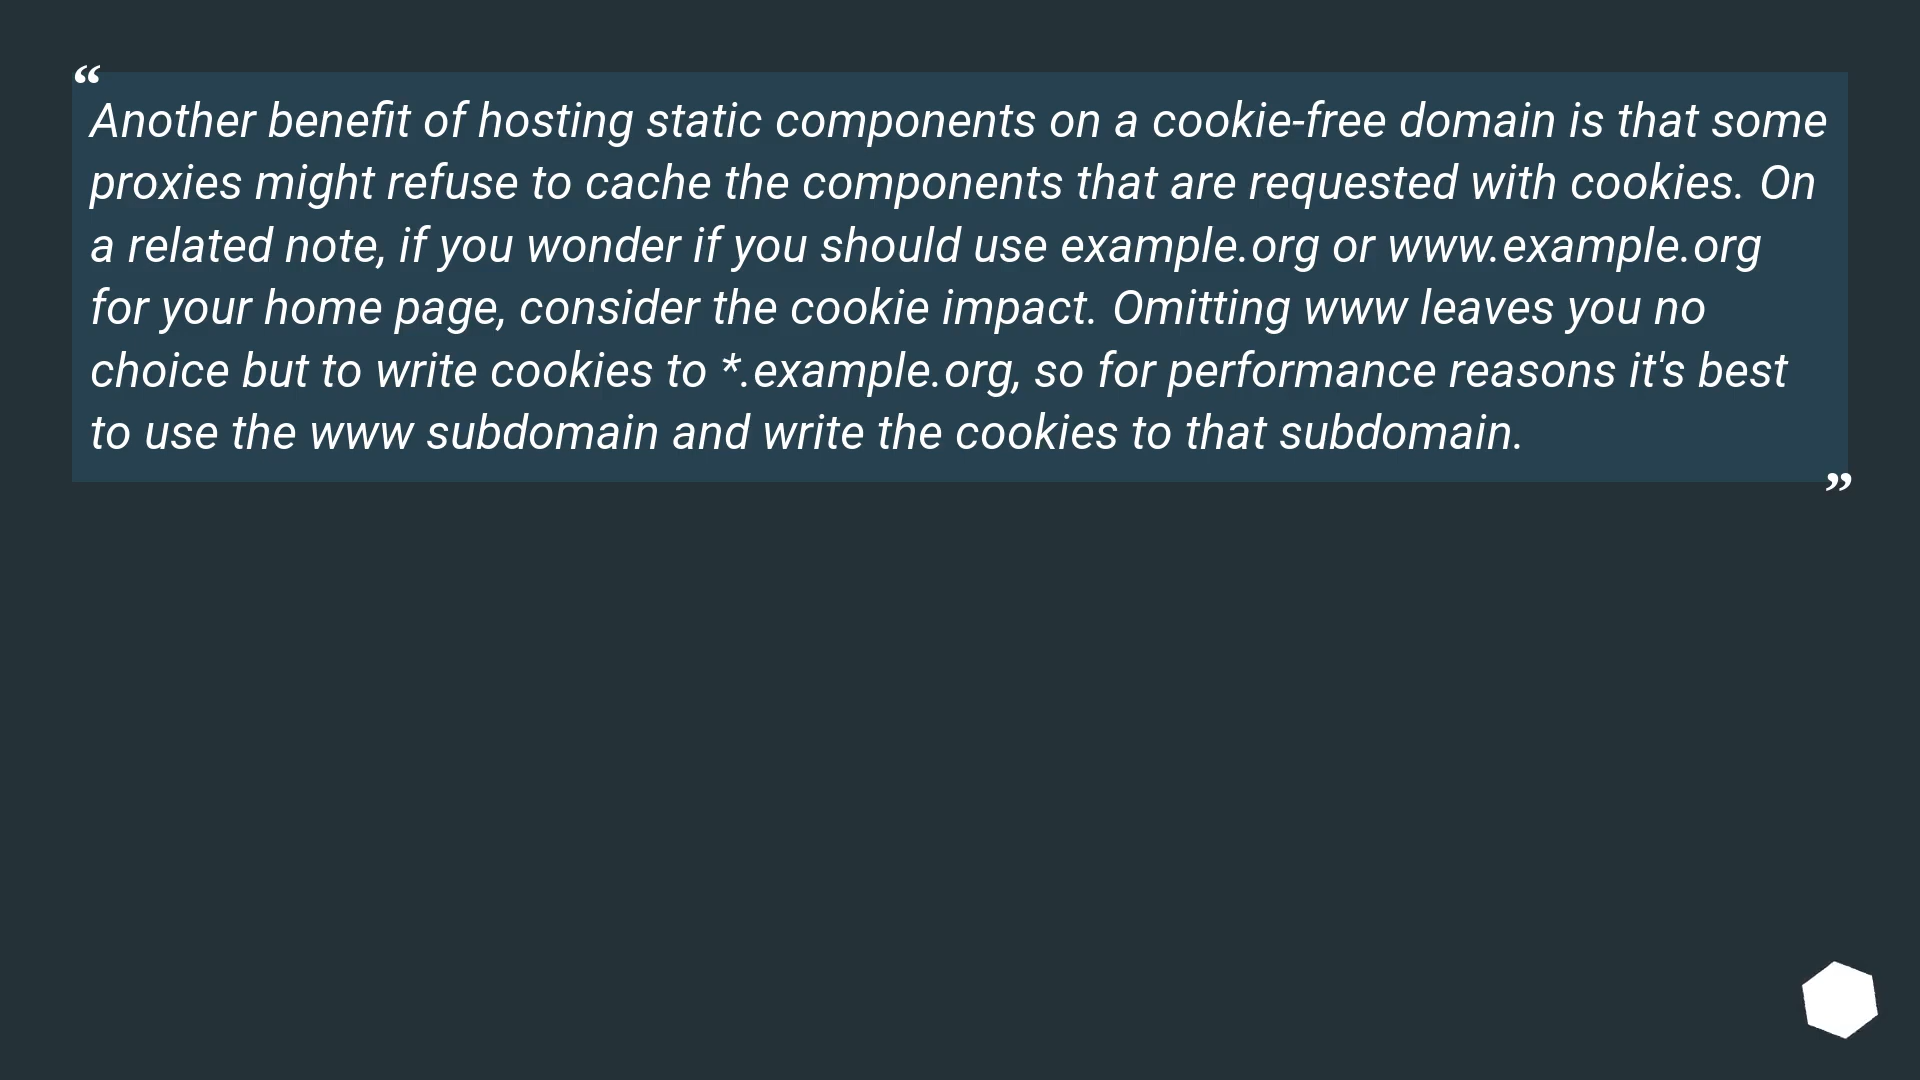 “
Another benefit of hosting static components on a cookie-free domain is that some
proxies might refuse to cache the components that are requested with cookies. On
a related note, if you wonder if you should use example.org or www.example.org
for your home page, consider the cookie impact. Omitting www leaves you no
choice but to write cookies to *.example.org, so for performance reasons it's best
to use the www subdomain and write the cookies to that subdomain.
”